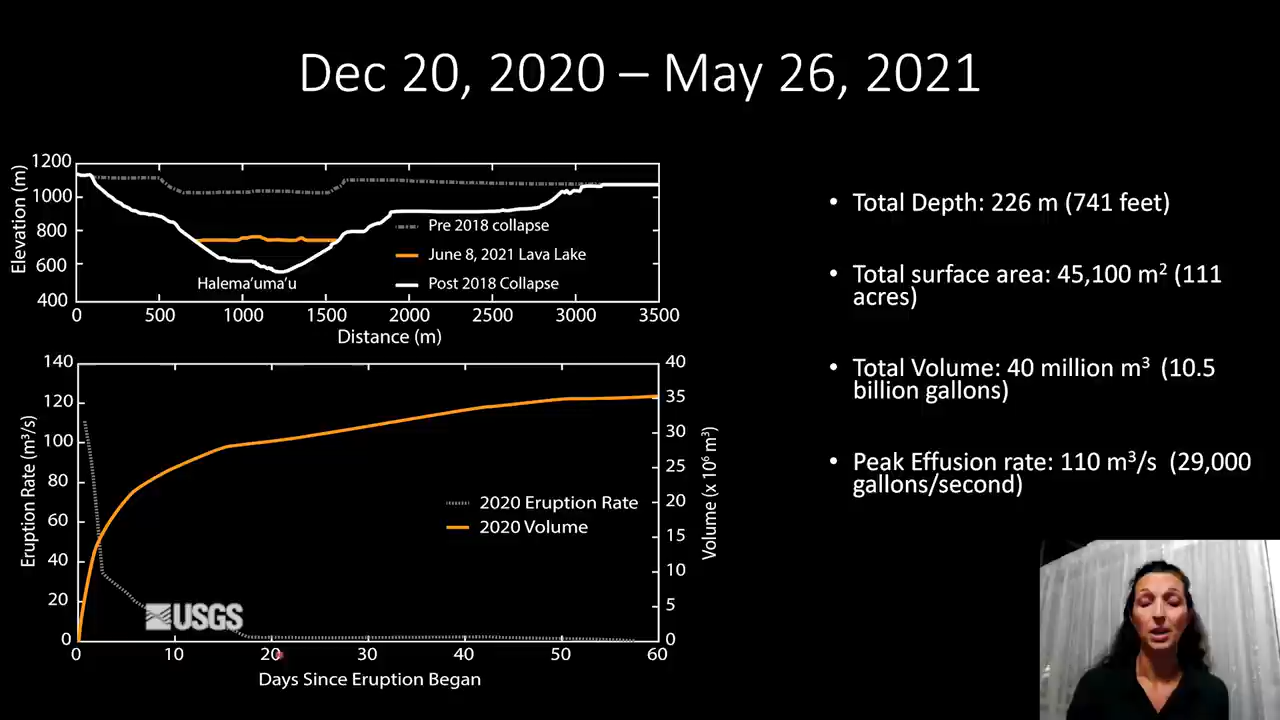 Dec 20, 2020 – May 26, 2021
1200
1000
800
600
400
Elevation (m)
Pre 2018 collapse
June 8, 2021 Lava Lake
Post 2018 Collapse
Halema'uma'u
0 500 1000 1500 2000 2500 3000 3500
Distance (m)
140
120
100
80
60
40
20
0
Eruption Rate (m³/s)
40
35
30
25
20
15
10
5
0
Volume (x 10⁶ m³)
2020 Eruption Rate
2020 Volume
USGS
0 10 20 30 40 50 60
Days Since Eruption Began
• Total Depth: 226 m (741 feet)
• Total surface area: 45,100 m² (111
acres)
• Total Volume: 40 million m³ (10.5
billion gallons)
• Peak Effusion rate: 110 m³/s (29,000
gallons/second)